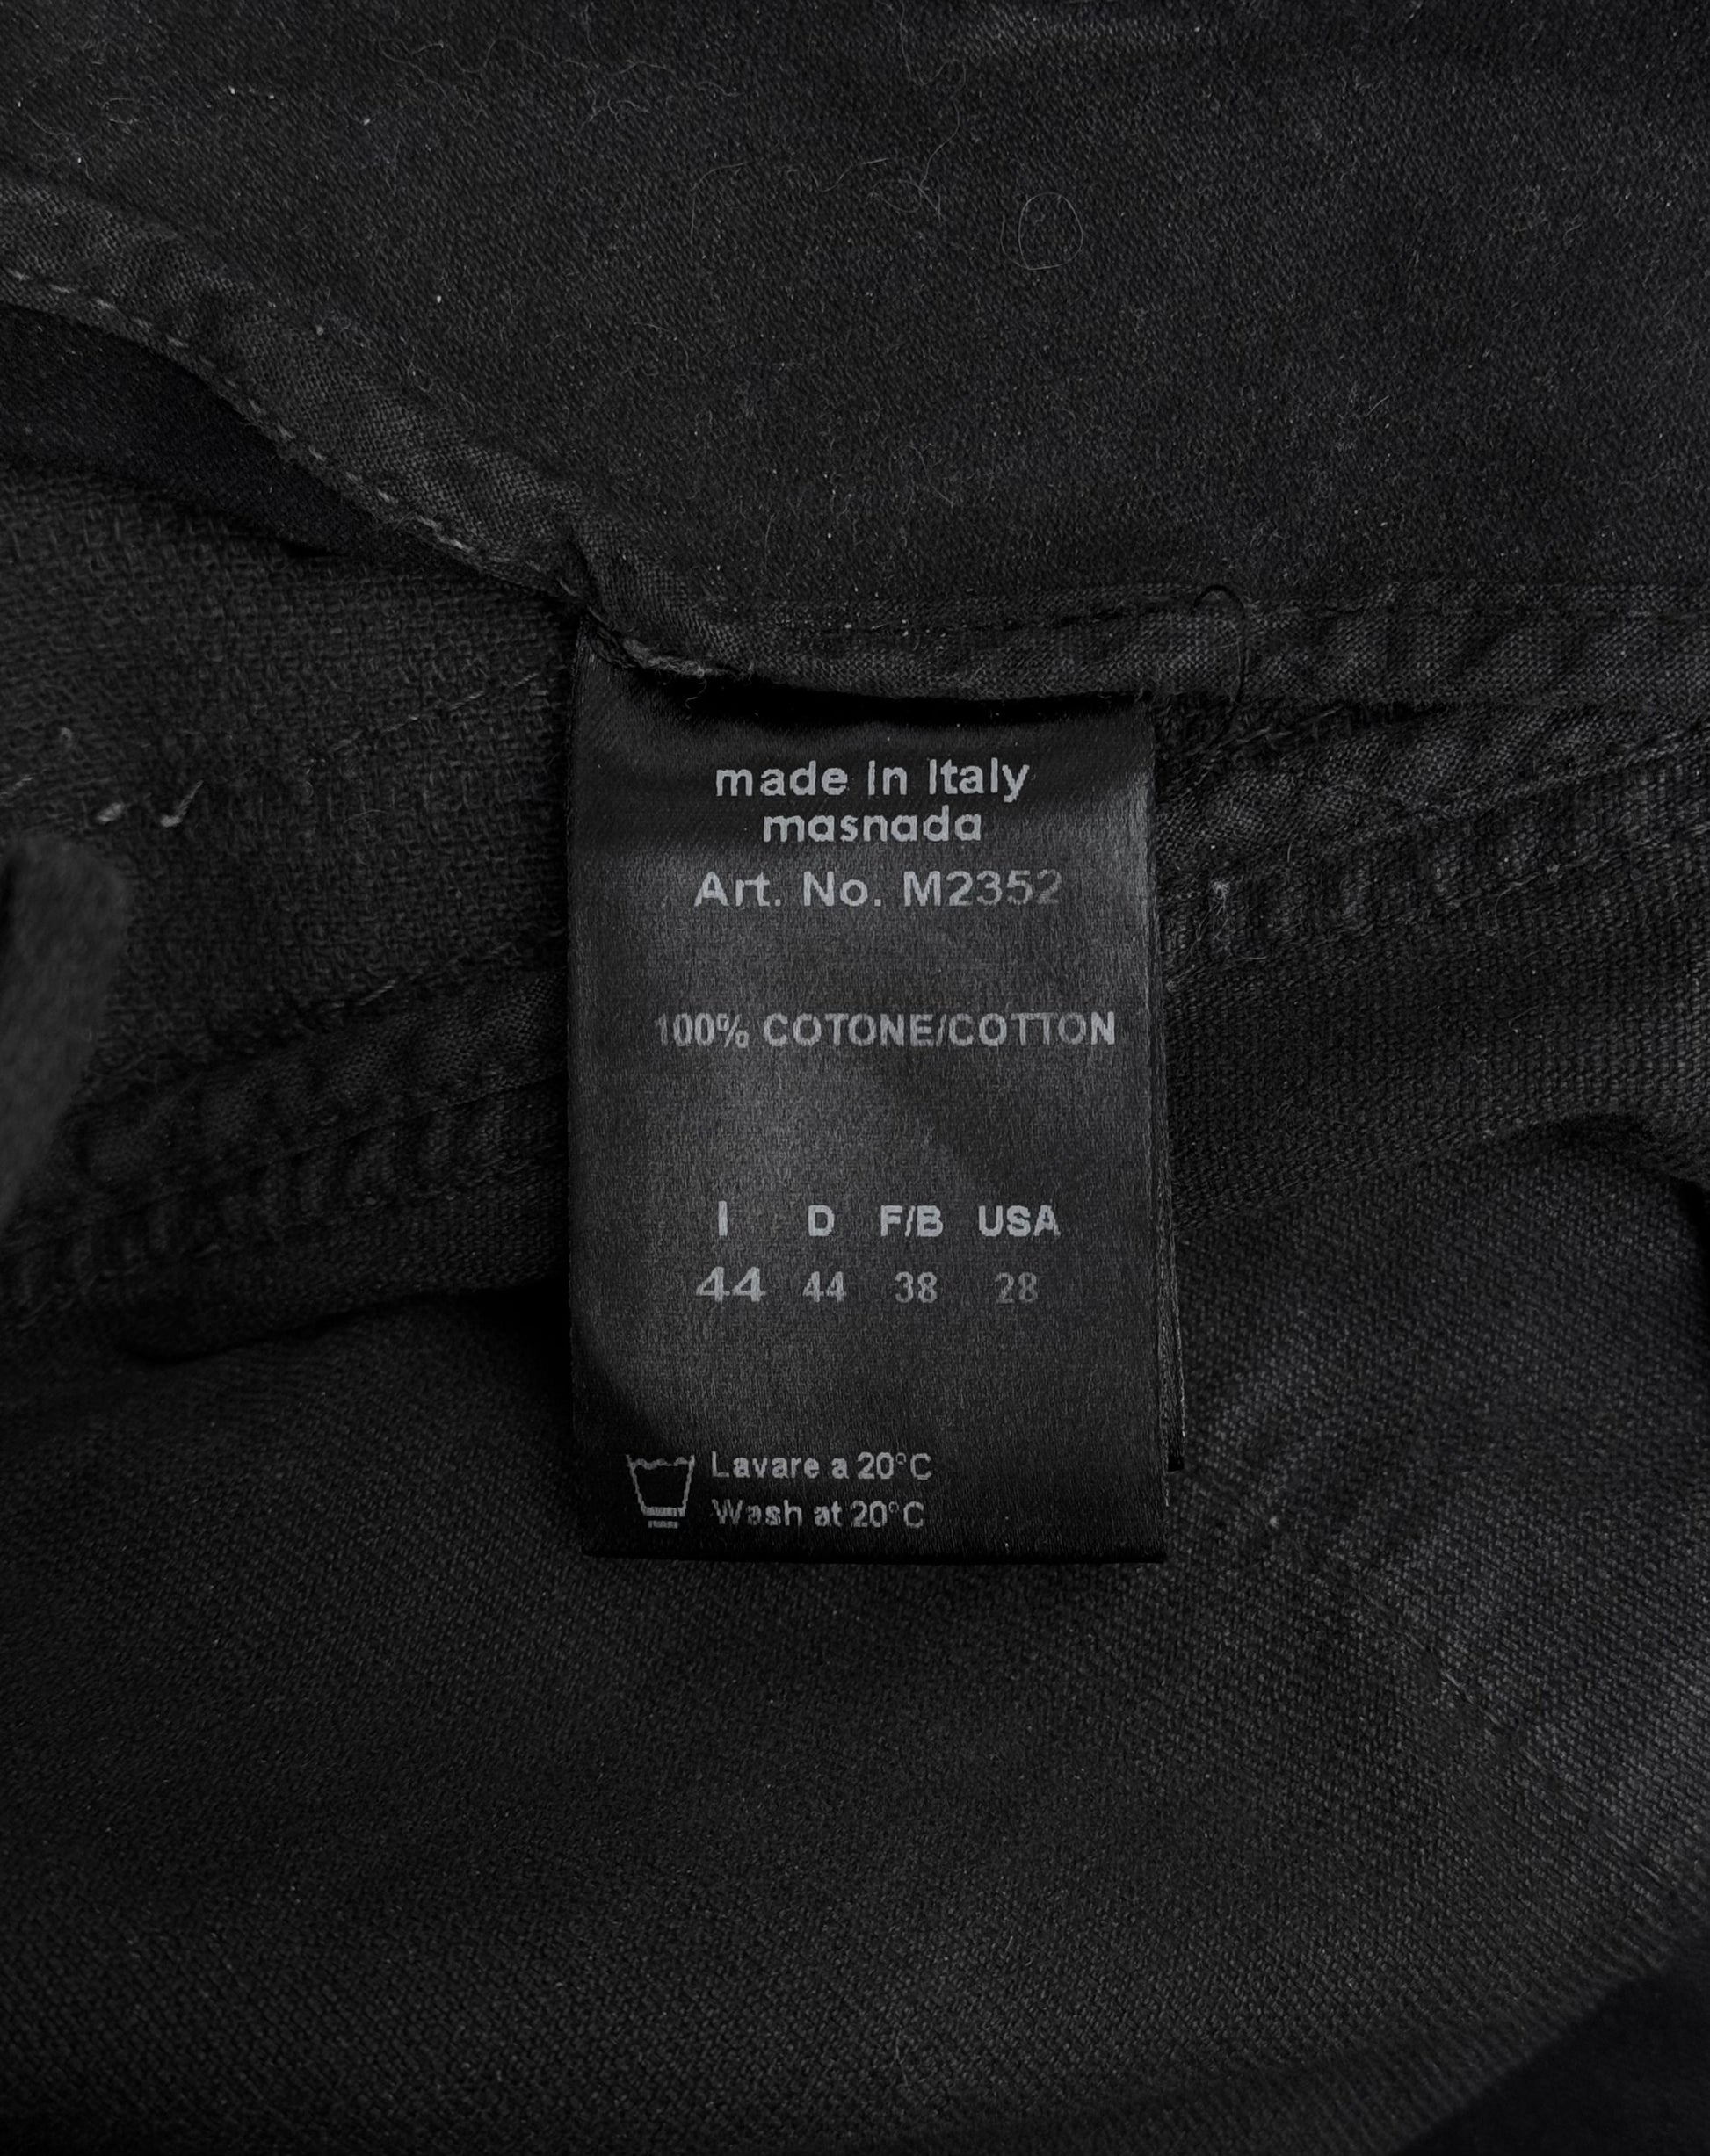 made in Italy
masnada
Art. No. M2352
100% COTONE/COTTON
I D F/B USA
44 44 38 28
Lavare a 20°C
Wash at 20°C